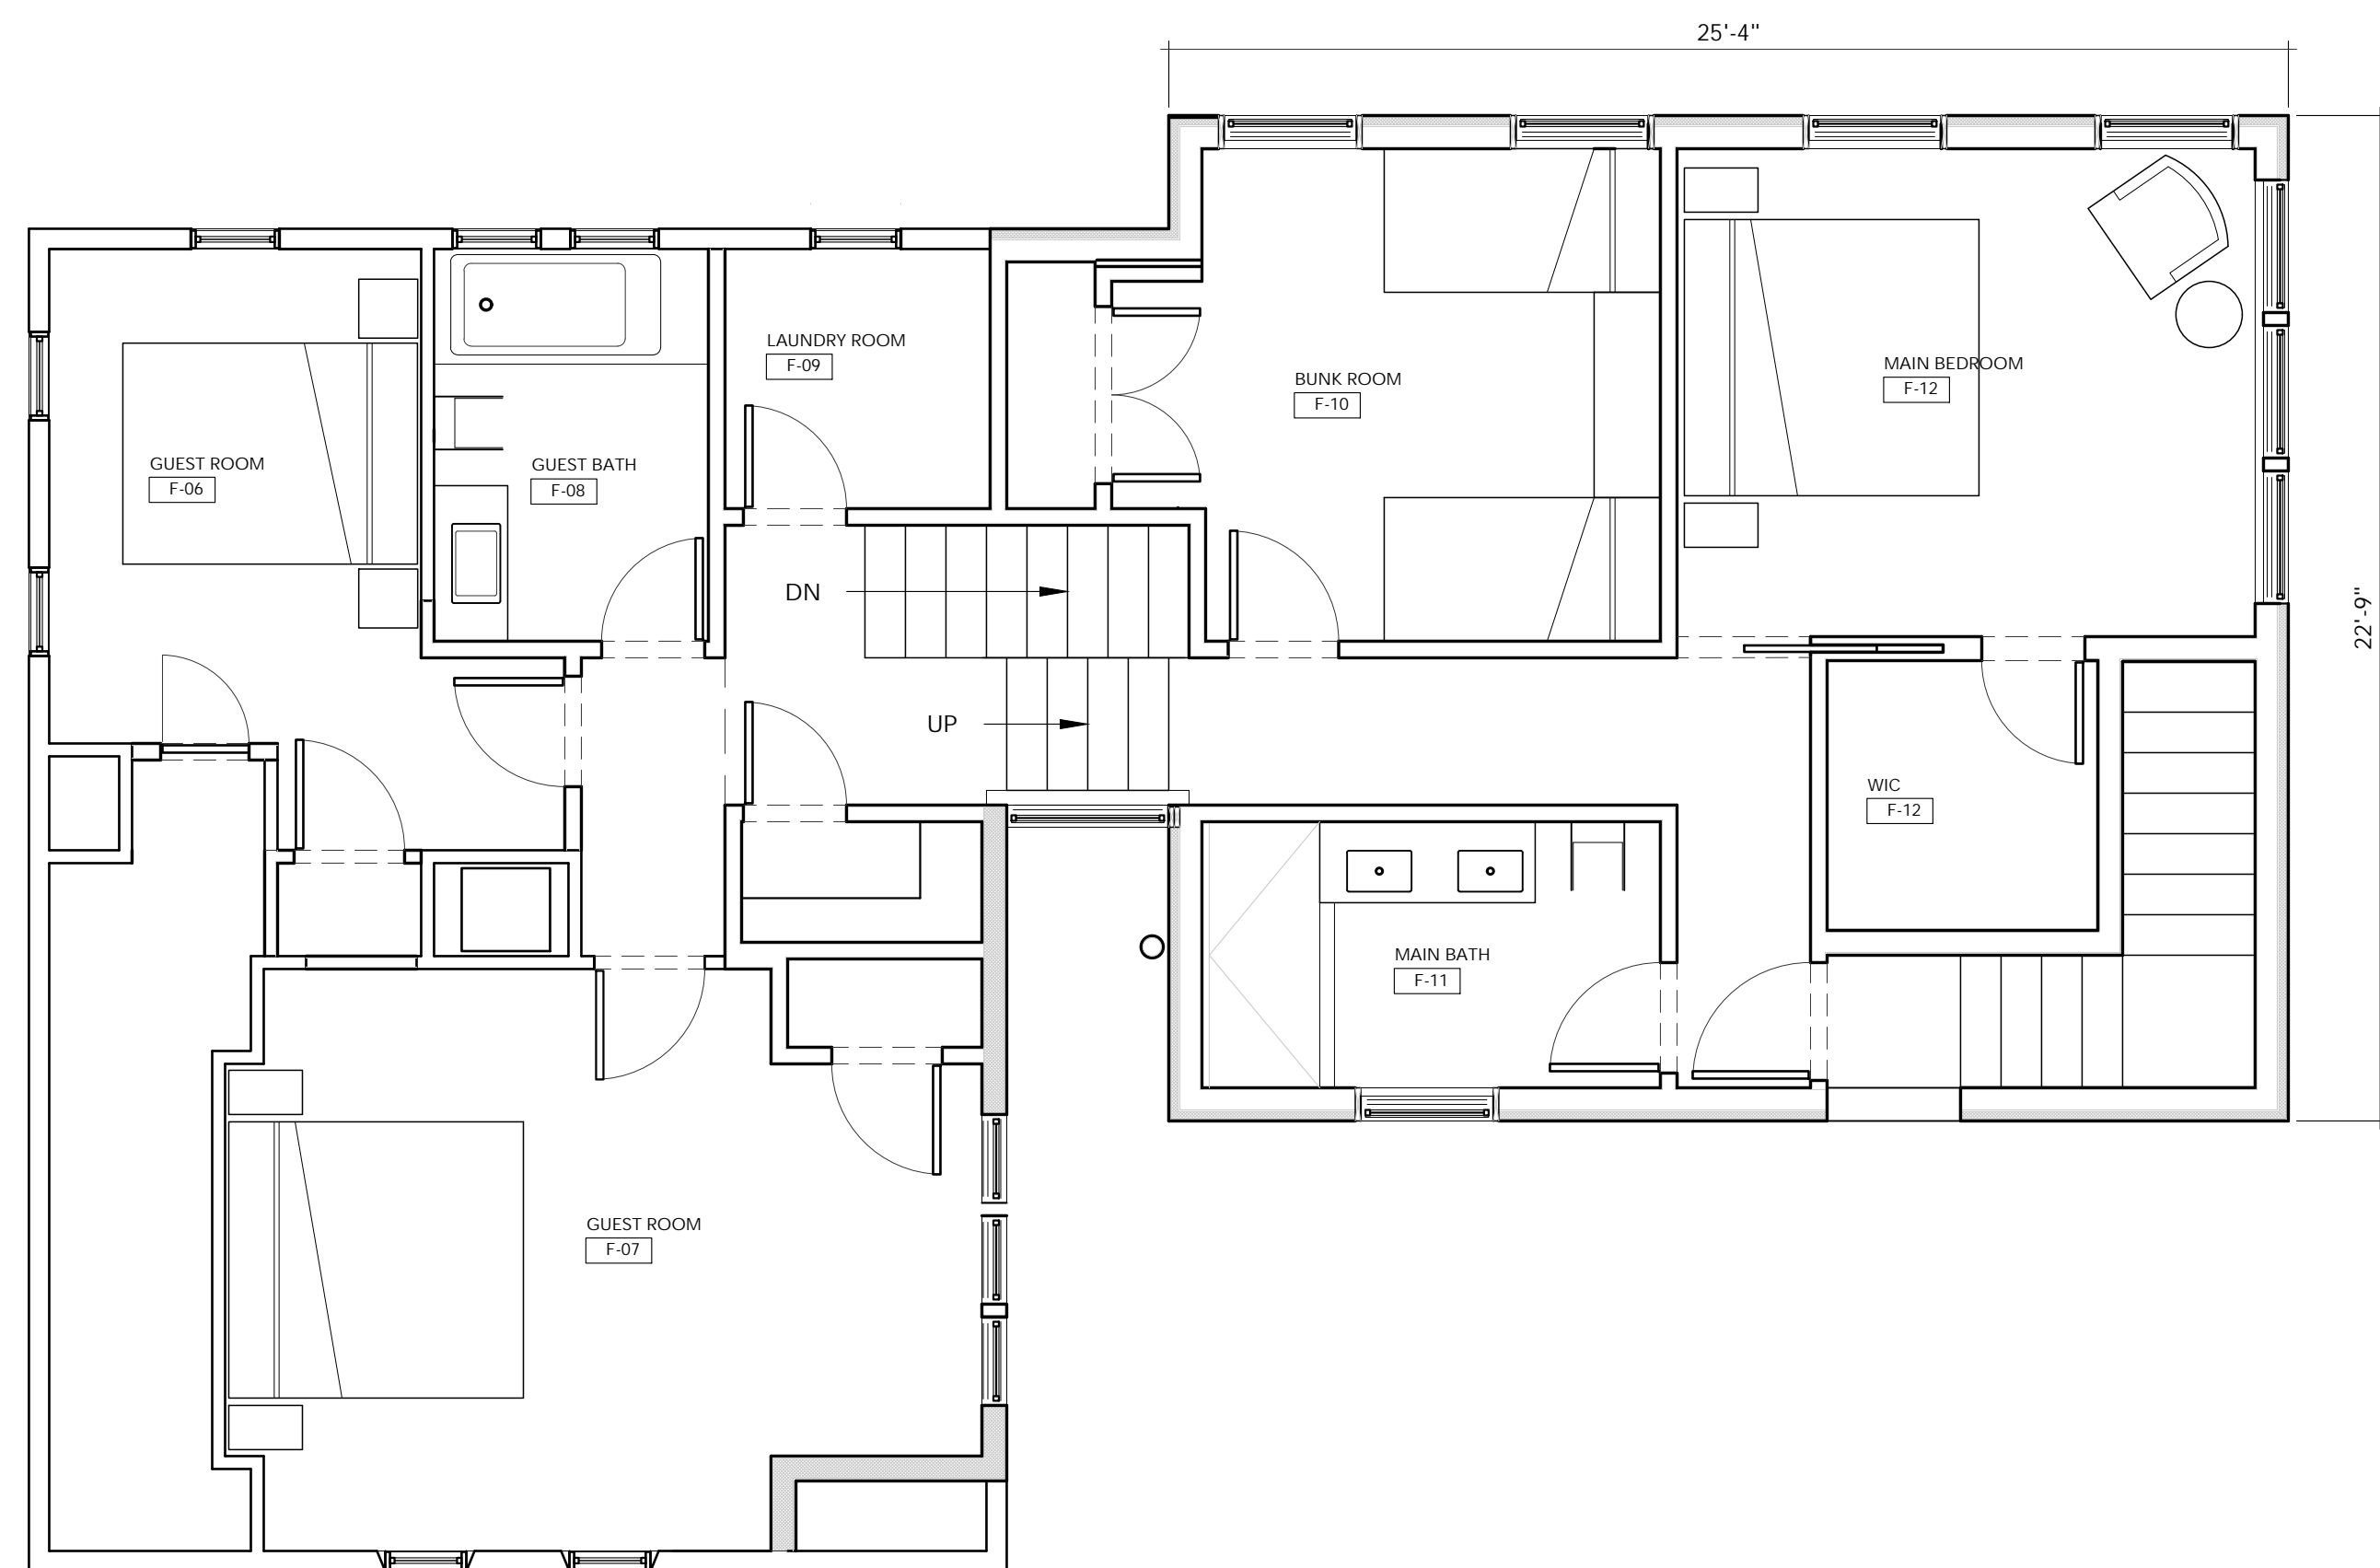 25'-4"
LAUNDRY ROOM
F-09
MAIN BEDROOM
F-12
BUNK ROOM
F-10
GUEST ROOM
F-06
GUEST BATH
F-08
DN
22'-9"
UP
WIC
F-12
MAIN BATH
F-11
GUEST ROOM
F-07